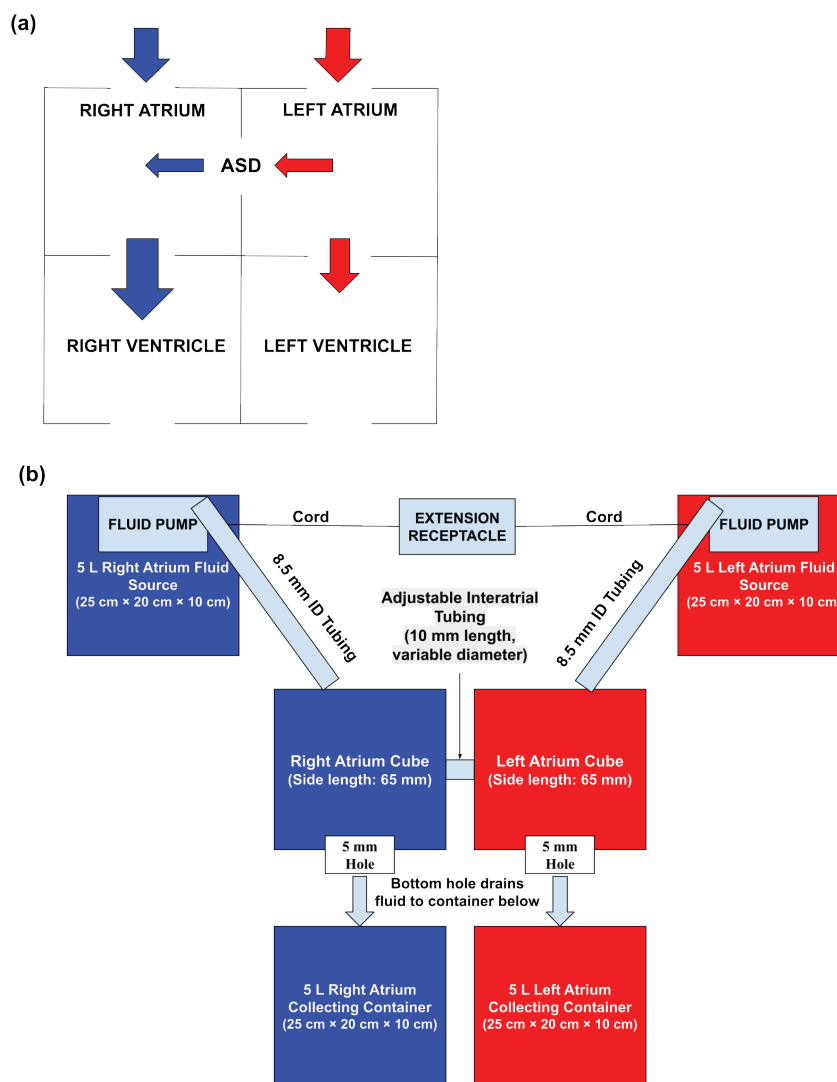 (a)
RIGHT ATRIUM
LEFT ATRIUM
ASD
RIGHT VENTRICLE
LEFT VENTRICLE
(b)
FLUID PUMP
Cord
EXTENSION
RECEPTACLE
Cord
FLUID PUMP
5 L Right Atrium Fluid
Source
(25 cm × 20 cm × 10 cm)
8.5 mm ID Tubing
Adjustable Interatrial
Tubing
(10 mm length,
variable diameter)
8.5 mm ID Tubing
5 L Left Atrium Fluid
Source
(25 cm × 20 cm × 10 cm)
Right Atrium Cube
(Side length: 65 mm)
Left Atrium Cube
(Side length: 65 mm)
5 mm
Hole
5 mm
Hole
Bottom hole drains
fluid to container below
5 L Right Atrium
Collecting Container
(25 cm × 20 cm × 10 cm)
5 L Left Atrium
Collecting Container
(25 cm × 20 cm × 10 cm)